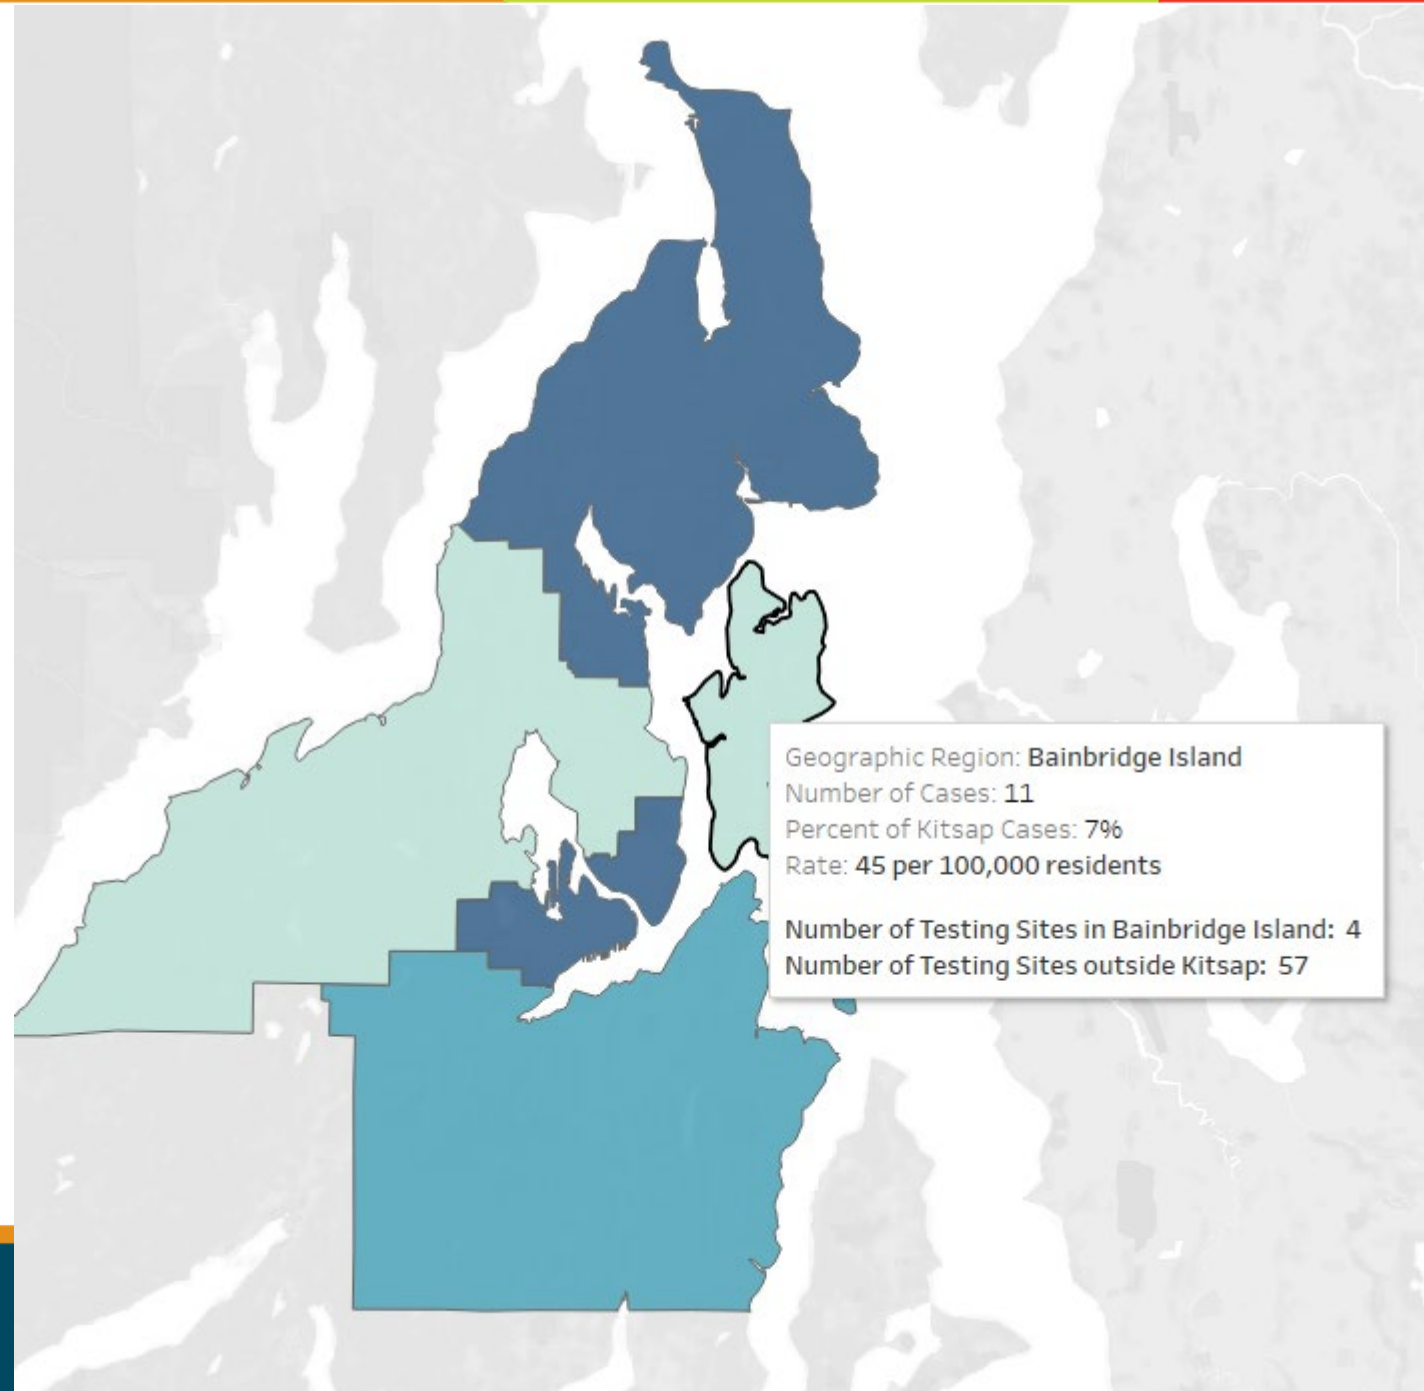 Geographic Region: Bainbridge Island
Number of Cases: 11
Percent of Kitsap Cases: 7%
Rate: 45 per 100,000 residents
Number of Testing Sites in Bainbridge Island: 4
Number of Testing Sites outside Kitsap: 57